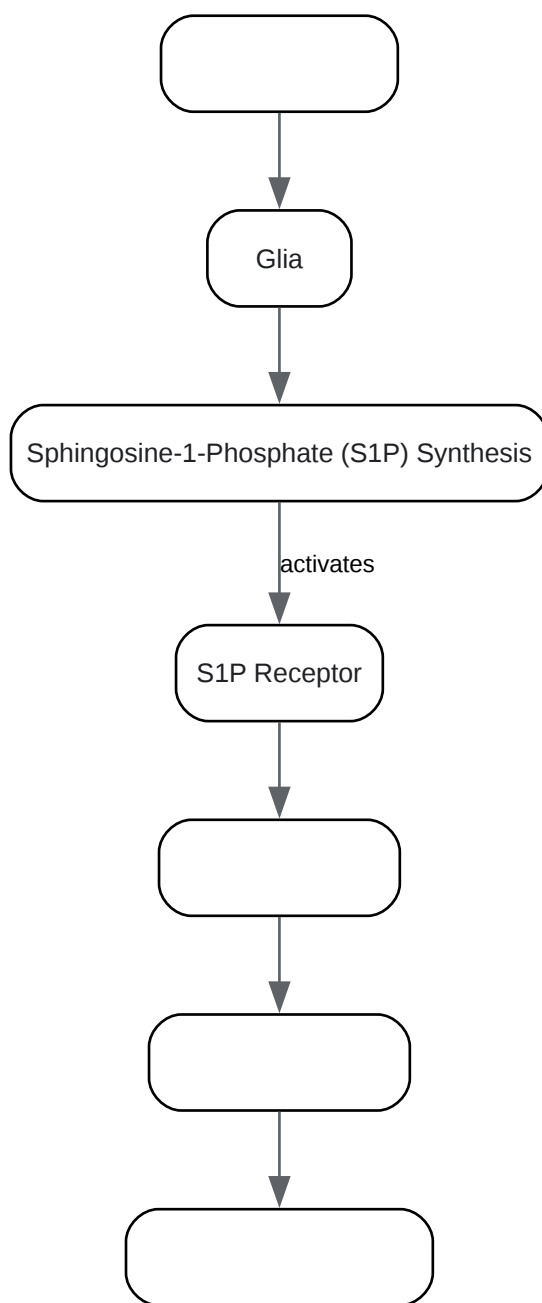 Glia
Sphingosine-1-Phosphate (S1P) Synthesis
activates
S1P Receptor